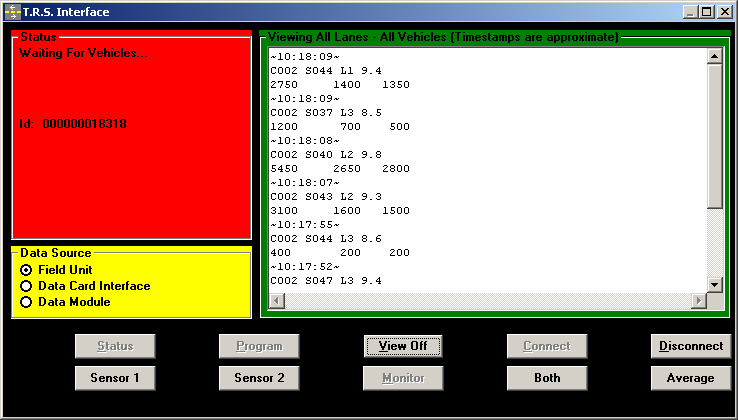 T.R.S. Interface
Status
Waiting For Vehicles...
Id: 000000018318
Data Source
Field Unit
Data Card Interface
Data Module
Viewing All Lanes - All Vehicles (Timestamps are approximate)
~10:18:09~
C002 S044 L1 9.4
2750 1400 1350
~10:18:09~
C002 S037 L3 8.5
1200 700 500
~10:18:08~
C002 S040 L2 9.8
5450 2650 2800
~10:18:07~
C002 S043 L2 9.3
3100 1600 1500
~10:17:55~
C002 S044 L3 8.6
400 200 200
~10:17:52~
C002 S047 L3 9.4
Status Program View Off Connect Disconnect
Sensor 1 Sensor 2 Monitor Both Average